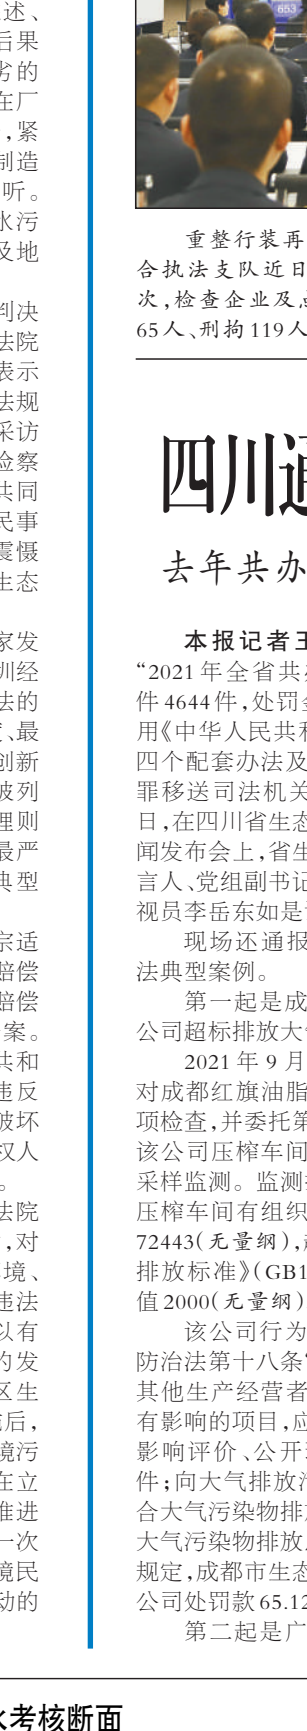 述、
后果
劣的
在厂
，紧
制造
听。
水污
及地
判决
法院
表示
法规
采访
检察
共同
民事
震慑
生态
家发
圳经
法的
、最
创新
被列
理则
最严
典型
宗适
赔偿
赔偿
案。
共和
违反
破坏
权人
。
法院
，对
境、
违法
以有
的发
区生
施后，
境污
在立
推进
一次
境民
动的
水考核断面
653
重整行装再
合执法支队近日
次，检查企业及点
65人、刑拘119人
四川通
去年共办
本报记者王
“2021年全省共办
件4644件，处罚金
用《中华人民共和
四个配套办法及
罪移送司法机关
日，在四川省生态
闻发布会上，省生
言人、党组副书记
视员李岳东如是说
现场还通报
法典型案例。
第一起是成
公司超标排放大气
2021年9月
对成都红旗油脂
项检查，并委托第
该公司压榨车间
采样监测。监测
压榨车间有组织
72443(无量纲)，
排放标准》(GB1
值2000(无量纲)
该公司行为
防治法第十八条“
其他生产经营者
有影响的项目，应
影响评价、公开
件；向大气排放污
合大气污染物排放
大气污染物排放
规定，成都市生态
公司处罚款65.12
第二起是广